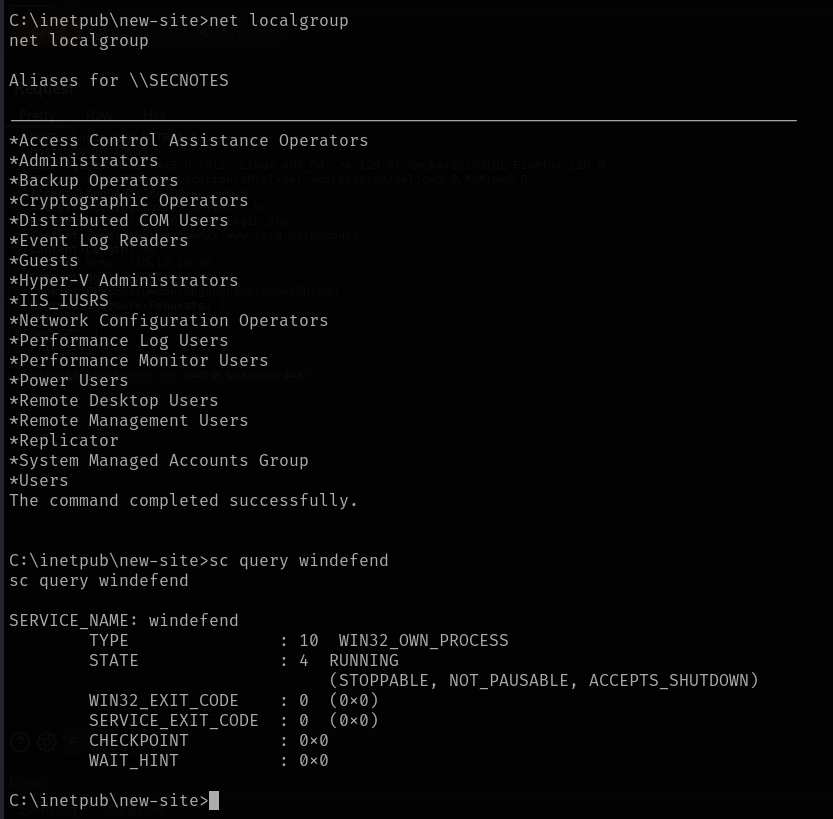 C:\inetpub\new-site>net localgroup
net localgroup
Aliases for \\SECNOTES
*Access Control Assistance Operators
*Administrators
*Backup Operators
*Cryptographic Operators
*Distributed COM Users
*Event Log Readers
*Guests
*Hyper-V Administrators
*IIS_IUSRS
*Network Configuration Operators
*Performance Log Users
*Performance Monitor Users
*Power Users
*Remote Desktop Users
*Remote Management Users
*Replicator
*System Managed Accounts Group
*Users
The command completed successfully.
C:\inetpub\new-site>sc query windefend
sc query windefend
SERVICE_NAME: windefend
TYPE : 10 WIN32_OWN_PROCESS
STATE : 4 RUNNING
(STOPPABLE, NOT_PAUSABLE, ACCEPTS_SHUTDOWN)
WIN32_EXIT_CODE : 0 (0×0)
SERVICE_EXIT_CODE : 0 (0×0)
CHECKPOINT : 0×0
WAIT_HINT : 0×0
C:\inetpub\new-site>